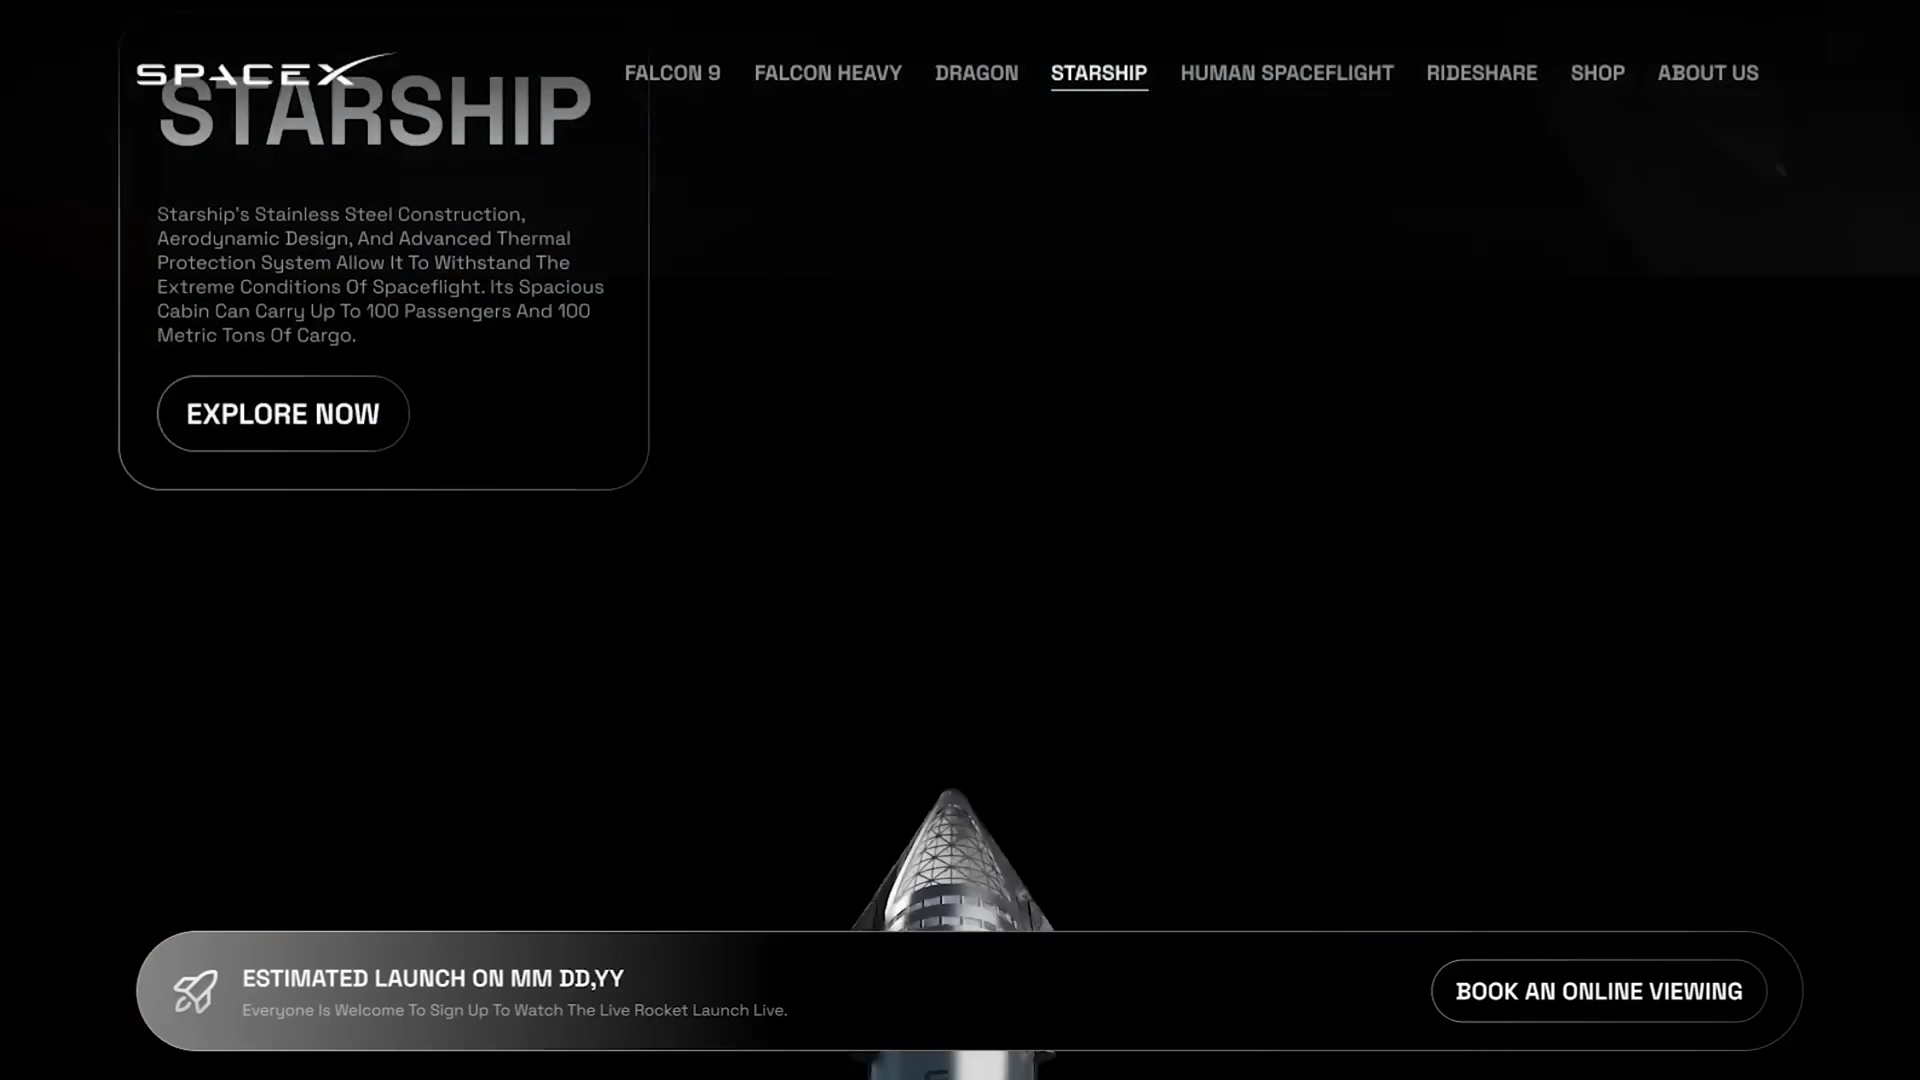 SPACEX
FALCON 9 FALCON HEAVY DRAGON STARSHIP HUMAN SPACEFLIGHT RIDESHARE SHOP ABOUT US
STARSHIP
Starship's Stainless Steel Construction,
Aerodynamic Design, And Advanced Thermal
Protection System Allow It To Withstand The
Extreme Conditions Of Spaceflight. Its Spacious
Cabin Can Carry Up To 100 Passengers And 100
Metric Tons Of Cargo.
EXPLORE NOW
ESTIMATED LAUNCH ON MM DD,YY
Everyone Is Welcome To Sign Up To Watch The Live Rocket Launch Live.
BOOK AN ONLINE VIEWING